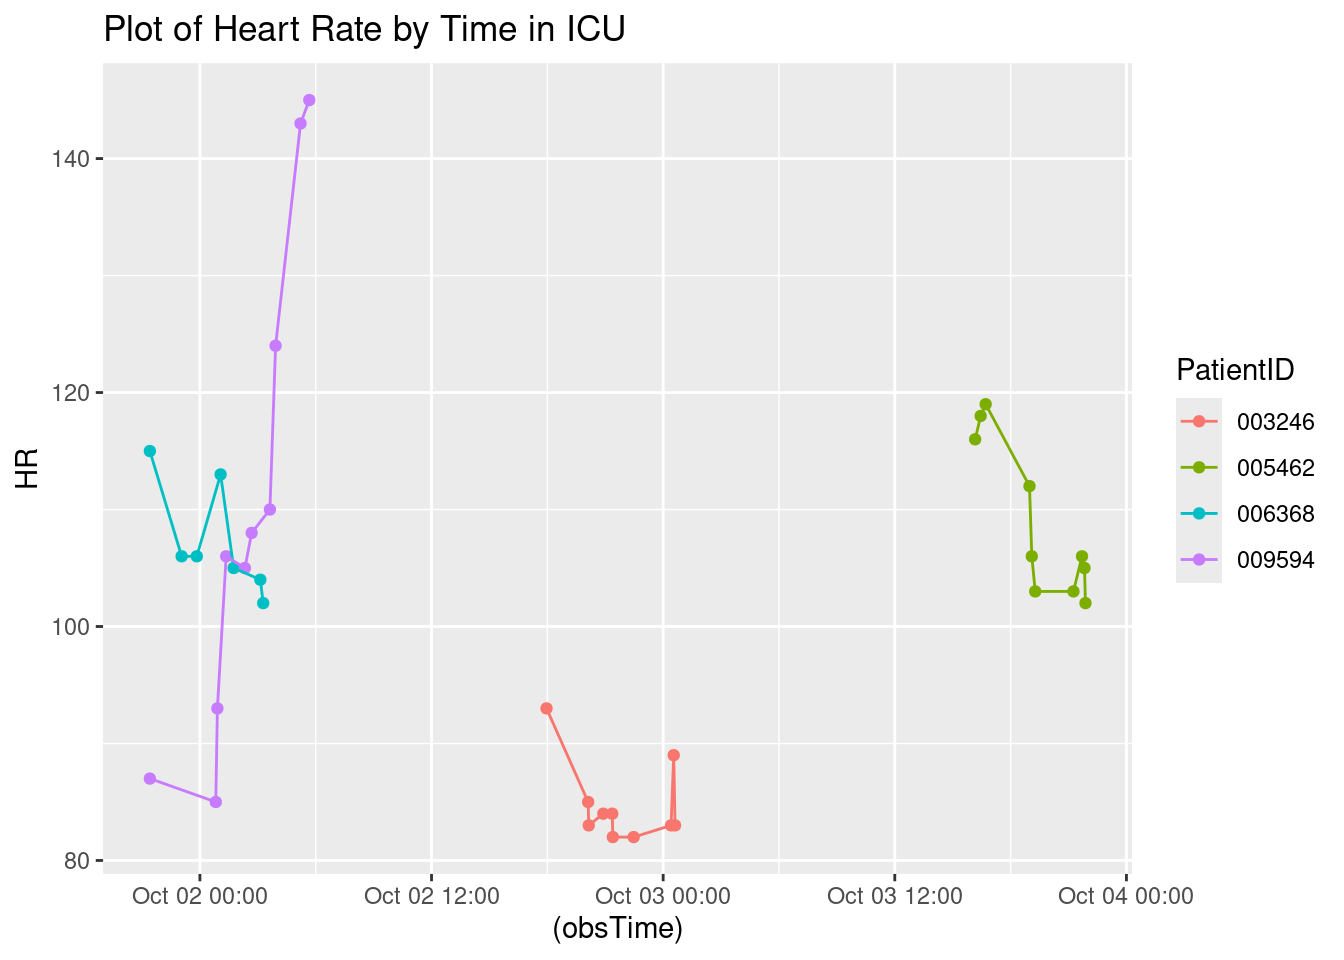 Plot of Heart Rate by Time in ICU
HR
140
120
100
80
Oct 02 00:00
Oct 02 12:00
Oct 03 00:00
Oct 03 12:00
Oct 04 00:00
(obsTime)
PatientID
003246
005462
006368
009594